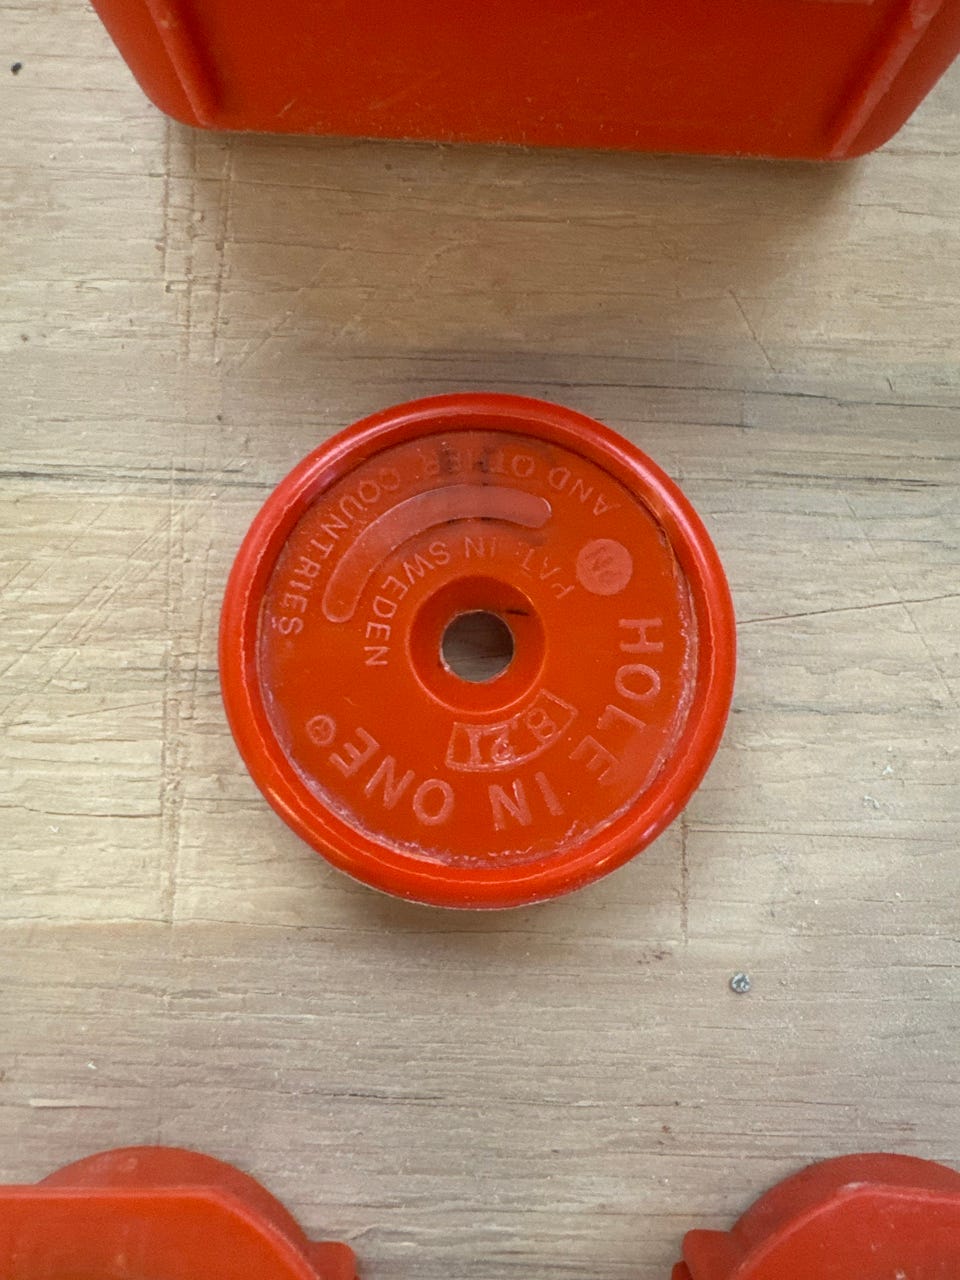 HOLE IN ONE ®
PAT. IN SWEDEN
AND OTHER COUNTRIES